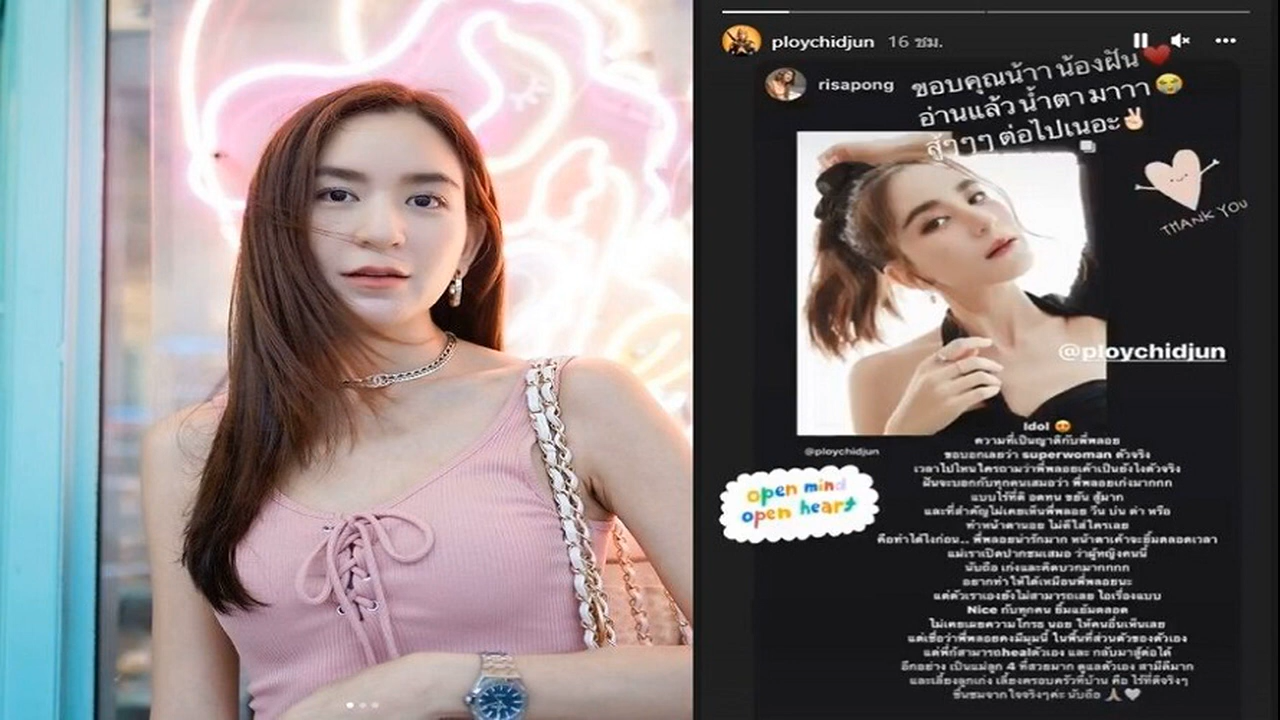 ploychidjun 16 ชม.
risapong
ขอบคุณน้าา น้องฝัน
อ่านแล้วน้ำตามาาา
สู้ๆๆๆ ต่อไปเนอะ
THANK YOU
@ploychidjun
@ploychidjun
open mind
open heart
Idol
ความที่เป็นญาติกับพี่พลอย
ขอบอกเลยว่า superwoman ตัวจริง
เวลาไปไหนใครถามว่าพี่พลอยเค้าเป็นยังไงตัวจริง
ฝันจะบอกกับทุกคนเสมอว่า พี่พลอยเก่งมากกก
แบบไร้ที่ติ อดทน ขยัน สู้มาก
และที่สำคัญไม่เคยเห็นพี่พลอย วีน บ่น ด่า หรือ
ทำหน้าตานอย ไม่ดีใส่ใครเลย
คือทำได้ไงก่อน.. พี่พลอยน่ารักมาก หน้าตาเค้าจะยิ้มตลอดเวลา
แม่เราเปิดปากชมเสมอ ว่าผู้หญิงคนนี้
นับถือ เก่งและคิดบวกมากกกก
อยากทำให้ได้เหมือนพี่พลอยนะ
แต่ตัวเราเองยังไม่สามารถเลย ไอเรื่องแบบ
Nice กับทุกคน ยิ้มแย้มตลอด
ไม่เคยเผยความโกรธ นอย ให้คนอื่นเห็นเลย
แต่เชื่อว่าพี่พลอยคงมีมุมนี้ ในพื้นที่ส่วนตัวของตัวเอง
แต่พี่ก็สามารถhealตัวเอง และ กลับมาสู้ต่อได้
อีกอย่าง เป็นแม่ลูก 4 ที่สวยมาก ดูแลตัวเอง สามีดีมาก
และเลี้ยงลูกเก่ง เลี้ยงครอบครัวที่บ้าน คือ ไร้ที่ติจริงๆ
ชื่นชมจากใจจริงๆค่ะ นับถือ